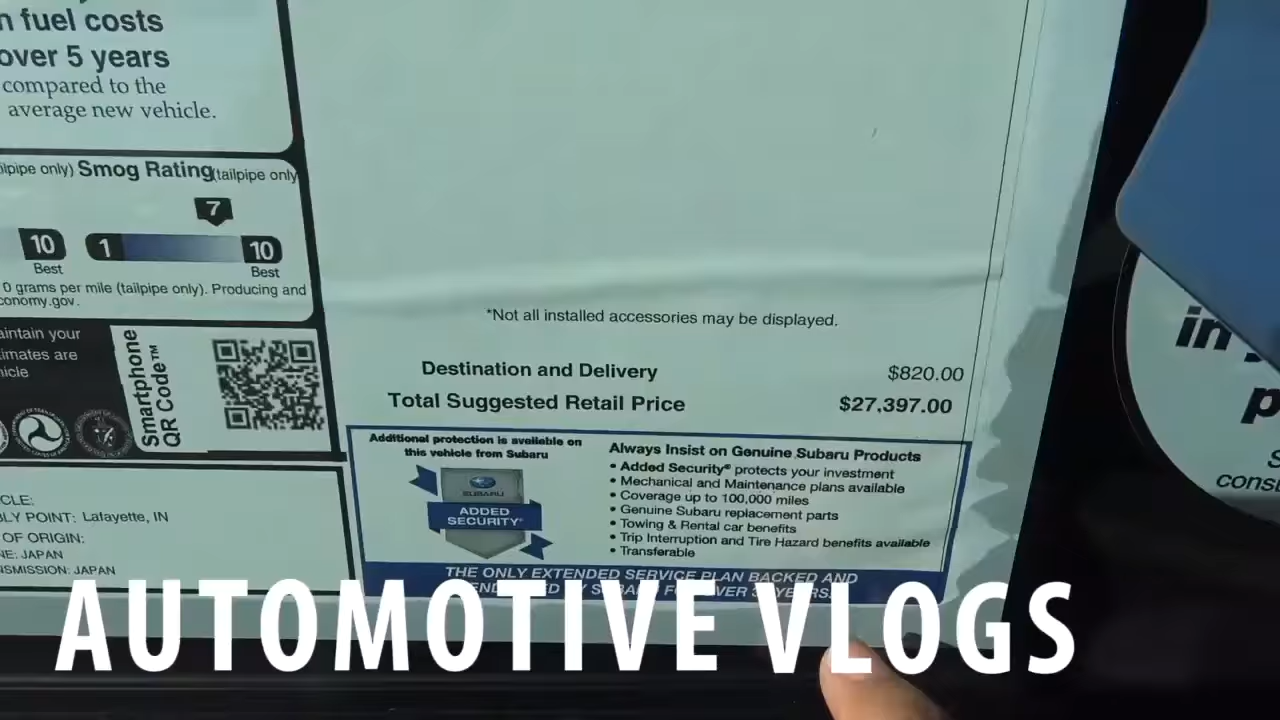 n fuel costs
over 5 years
compared to the
average new vehicle.
Smog Rating (tailpipe only
7
10
Best
1
10
Best
0 grams per mile (tailpipe only). Producing and
conomy.gov.
aintain your
imates are
hicle
Smartphone
QR Code™
CLE:
BLY POINT: Lafayette, IN
OF ORIGIN:
NE: JAPAN
NSMISSION: JAPAN
*Not all installed accessories may be displayed.
Destination and Delivery $820.00
Total Suggested Retail Price $27,397.00
Additional protection is available on
this vehicle from Subaru
SUBARU
ADDED
SECURITY®
Always Insist on Genuine Subaru Products
• Added Security® protects your investment
• Mechanical and Maintenance plans available
• Coverage up to 100,000 miles
• Genuine Subaru replacement parts
• Towing & Rental car benefits
• Trip Interruption and Tire Hazard benefits available
• Transferable
THE ONLY EXTENDED SERVICE PLAN BACKED AND
AUTOMOTIVE VLOGS
in
p
S
cons